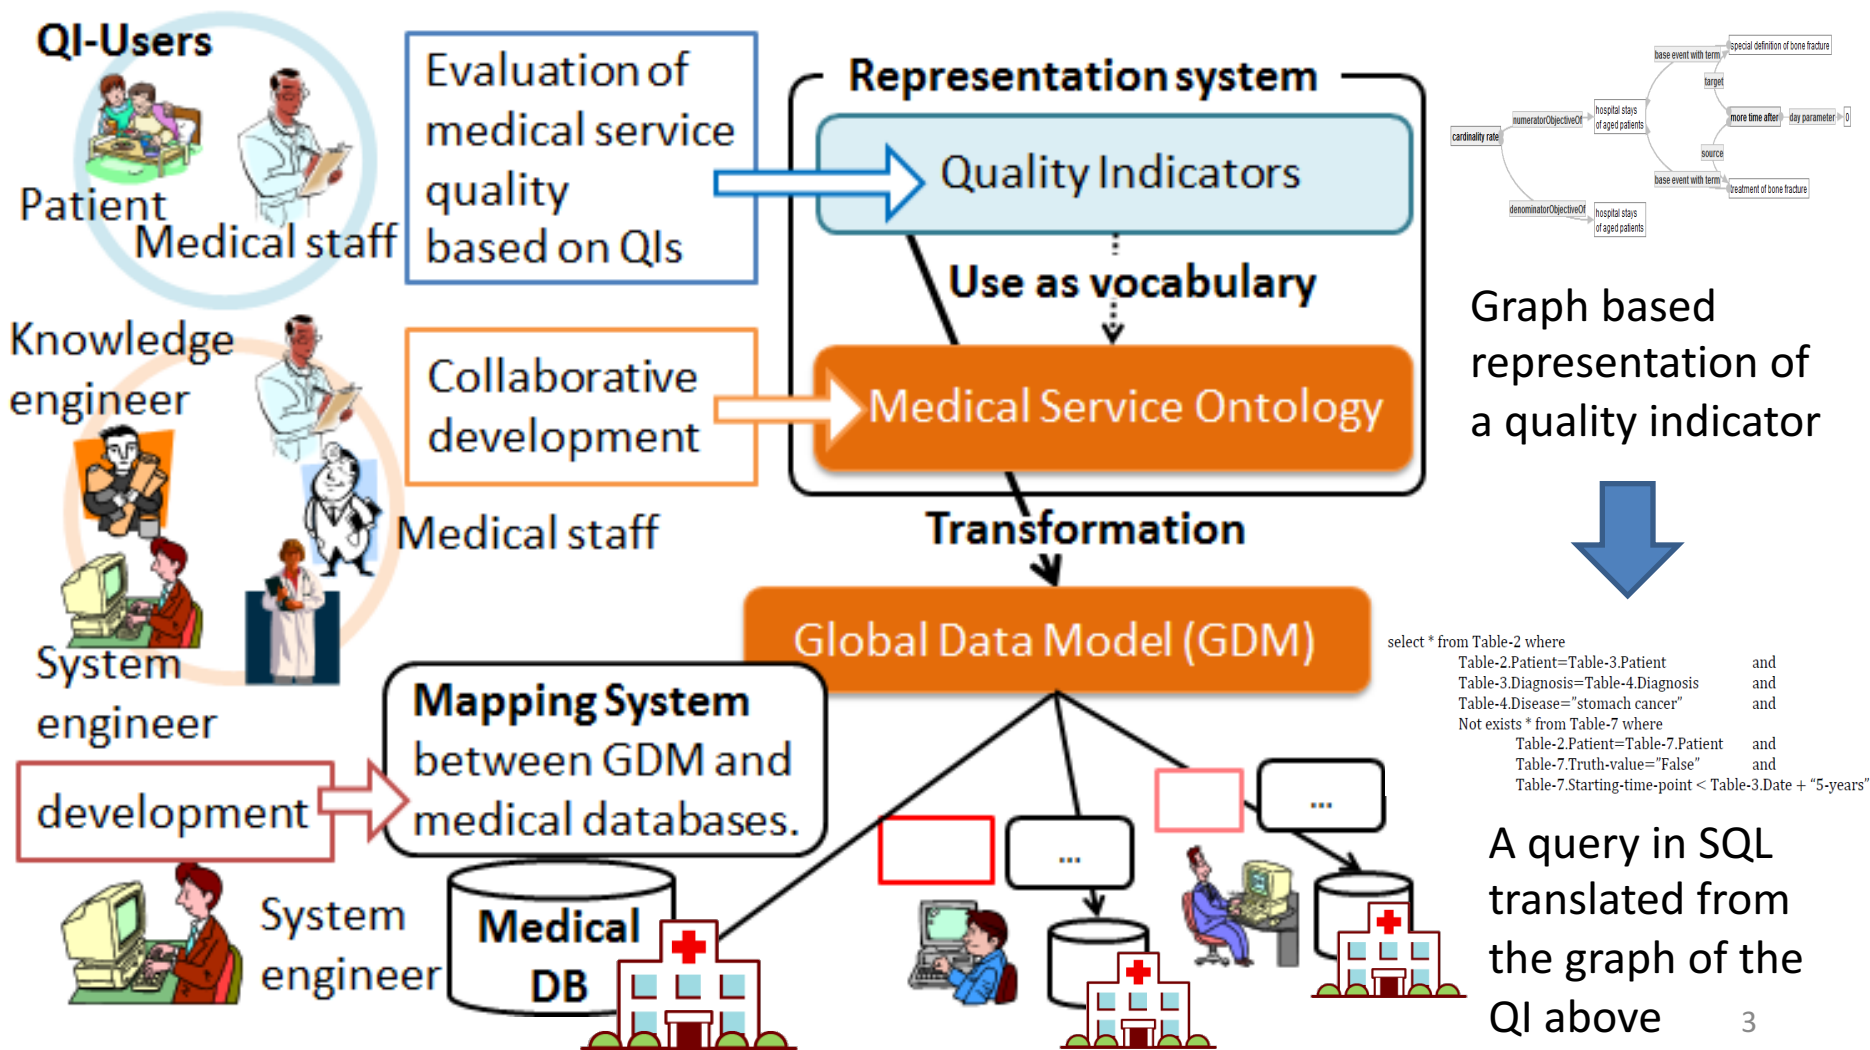 QI-Users
Patient
Medical staff
Evaluation of
medical service
quality
based on QIs
Representation system
Quality Indicators
Use as vocabulary
Medical Service Ontology
Knowledge
engineer
Collaborative
development
Medical staff
System
engineer
Transformation
Global Data Model (GDM)
Mapping System
between GDM and
medical databases.
development
System
engineer
Medical
DB
...
...
cardinality rate
numeratorObjectiveOf
denominatorObjectiveOf
hospital stays
of aged patients
hospital stays
of aged patients
base event with term
special definition of bone fracture
target
more time after
day parameter
0
source
base event with term
treatment of bone fracture
Graph based
representation of
a quality indicator
select * from Table-2 where
Table-2.Patient=Table-3.Patient and
Table-3.Diagnosis=Table-4.Diagnosis and
Table-4.Disease=”stomach cancer” and
Not exists * from Table-7 where
Table-2.Patient=Table-7.Patient and
Table-7.Truth-value=”False” and
Table-7.Starting-time-point < Table-3.Date + “5-years”
A query in SQL
translated from
the graph of the
QI above
3